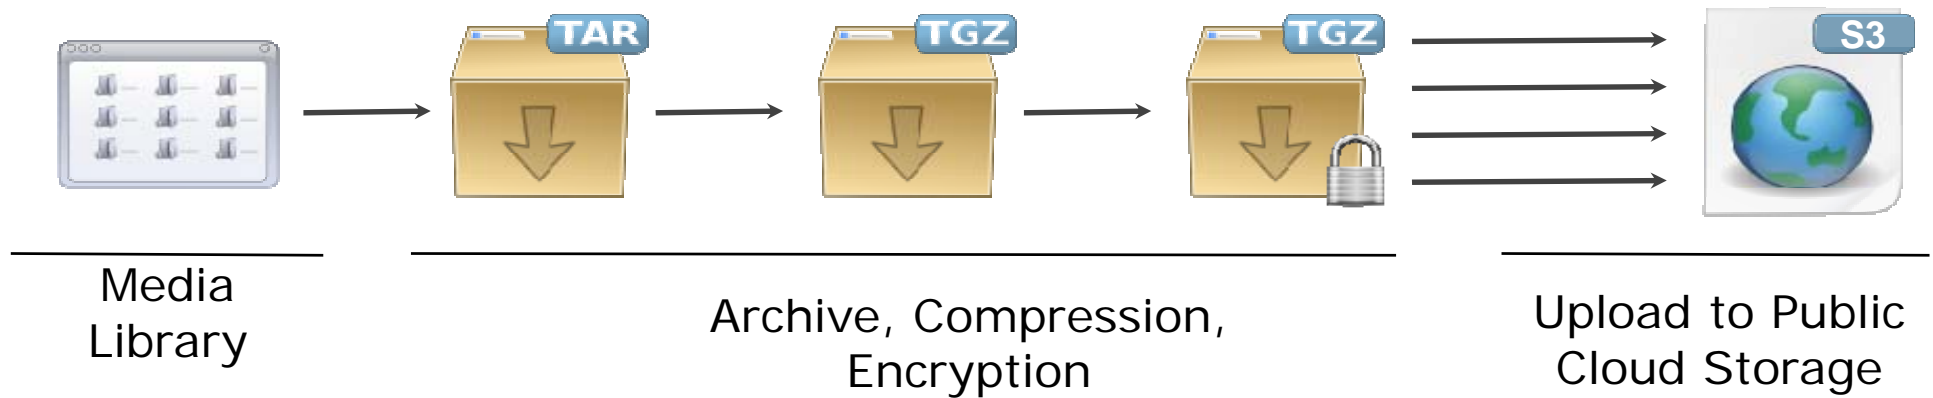 TAR
TGZ
TGZ
S3
Media
Library
Archive, Compression,
Encryption
Upload to Public
Cloud Storage